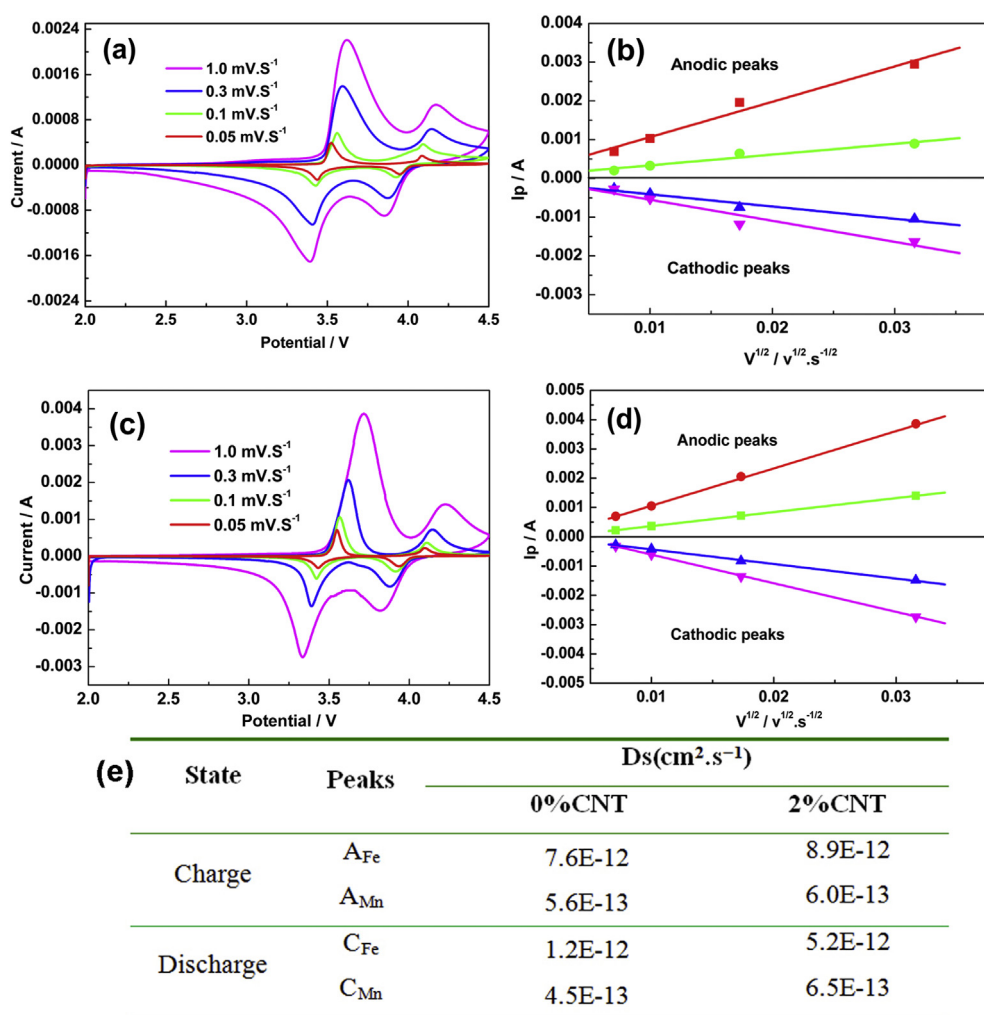 (a)
1.0 mV.S-1
0.3 mV.S-1
0.1 mV.S-1
0.05 mV.S-1
Current / A
0.0024
0.0016
0.0008
0.0000
-0.0008
-0.0016
-0.0024
2.0 2.5 3.0 3.5 4.0 4.5
Potential / V
(b)
Anodic peaks
Cathodic peaks
Ip / A
0.004
0.003
0.002
0.001
0.000
-0.001
-0.002
-0.003
0.01 0.02 0.03
V1/2 / v1/2.s-1/2
(c)
1.0 mV.S-1
0.3 mV.S-1
0.1 mV.S-1
0.05 mV.S-1
Current / A
0.004
0.003
0.002
0.001
0.000
-0.001
-0.002
-0.003
2.0 2.5 3.0 3.5 4.0 4.5
Potential / V
(d)
Anodic peaks
Cathodic peaks
Ip / A
0.005
0.004
0.003
0.002
0.001
0.000
-0.001
-0.002
-0.003
-0.004
-0.005
0.01 0.02 0.03
V1/2 / v1/2.s-1/2
(e)
State Peaks Ds(cm2.s−1)
0%CNT 2%CNT
Charge
AFe 7.6E-12 8.9E-12
AMn 5.6E-13 6.0E-13
Discharge
CFe 1.2E-12 5.2E-12
CMn 4.5E-13 6.5E-13